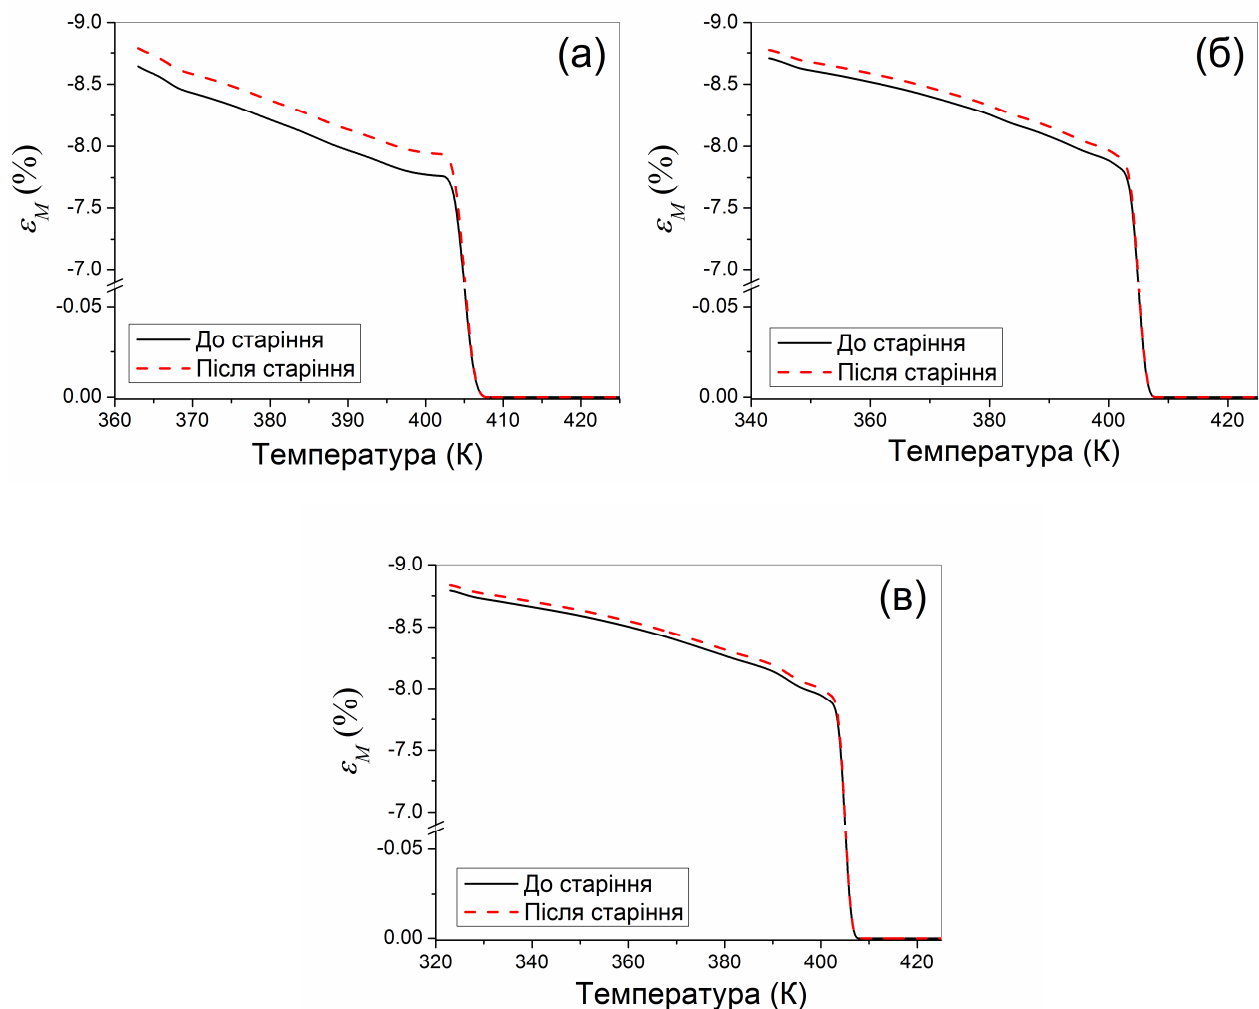 (а)
-9.0
-8.5
-8.0
-7.5
-7.0
-0.05
0.00
ε_M (%)
До старіння
Після старіння
360 370 380 390 400 410 420
Температура (К)
(б)
-9.0
-8.5
-8.0
-7.5
-7.0
-0.05
0.00
ε_M (%)
До старіння
Після старіння
340 360 380 400 420
Температура (К)
(в)
-9.0
-8.5
-8.0
-7.5
-7.0
-0.05
0.00
ε_M (%)
До старіння
Після старіння
320 340 360 380 400 420
Температура (К)